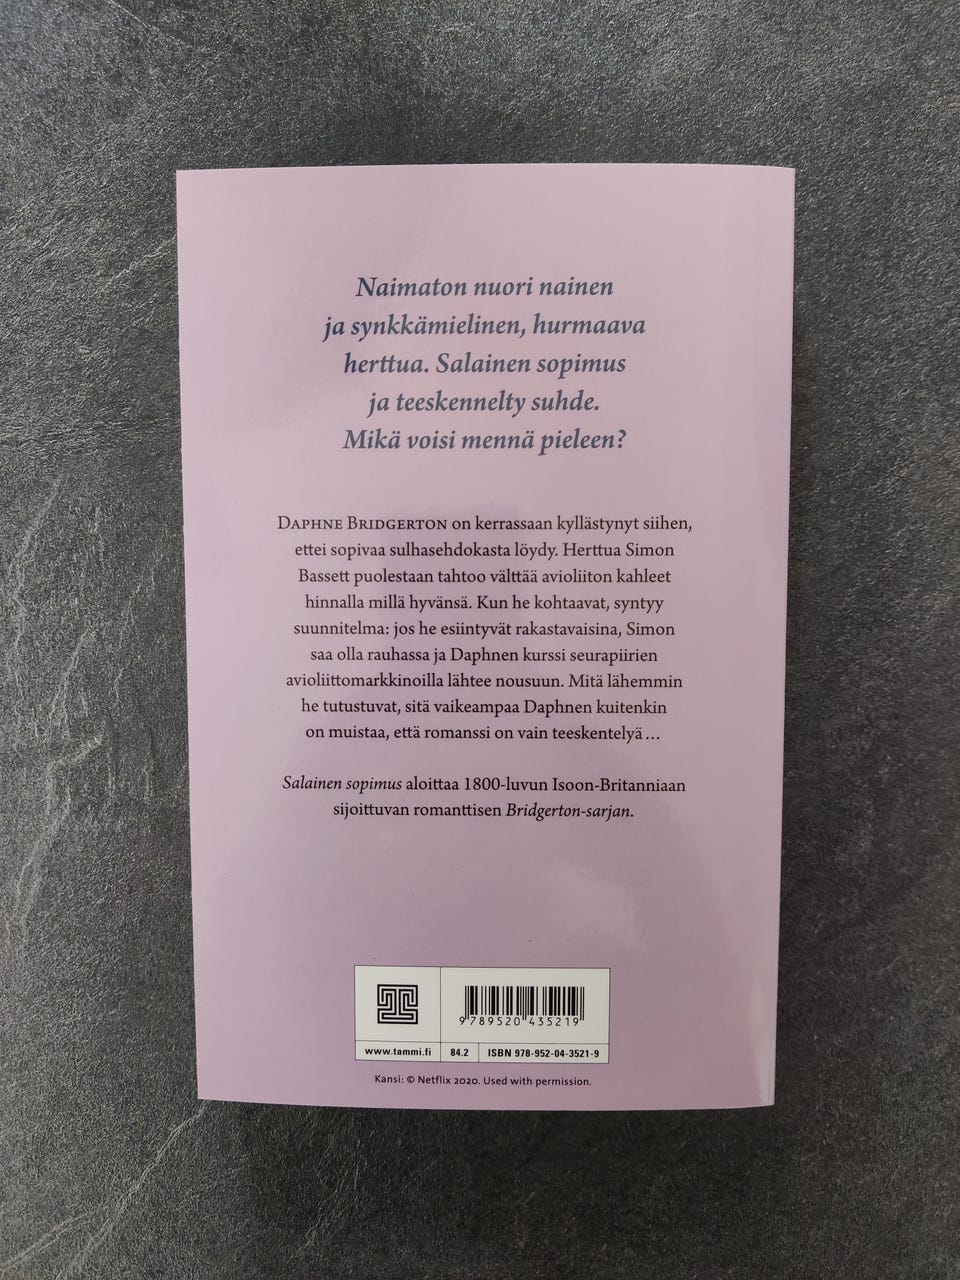 Naimaton nuori nainen
ja synkkämielinen, hurmaava
herttua. Salainen sopimus
ja teeskennelty suhde.
Mikä voisi mennä pieleen?
DAPHNE BRIDGERTON on kerrassaan kyllästynyt siihen,
ettei sopivaa sulhasehdokasta löydy. Herttua Simon
Bassett puolestaan tahtoo välttää avioliiton kahleet
hinnalla millä hyvänsä. Kun he kohtaavat, syntyy
suunnitelma: jos he esiintyvät rakastavaisina, Simon
saa olla rauhassa ja Daphnen kurssi seurapiirien
avioliittomarkkinoilla lähtee nousuun. Mitä lähemmin
he tutustuvat, sitä vaikeampaa Daphnen kuitenkin
on muistaa, että romanssi on vain teeskentelyä...
Salainen sopimus aloittaa 1800-luvun Isoon-Britanniaan
sijoittuvan romanttisen Bridgerton-sarjan.
9 789520 435219
www.tammi.fi 84.2 ISBN 978-952-04-3521-9
Kansi: © Netflix 2020. Used with permission.